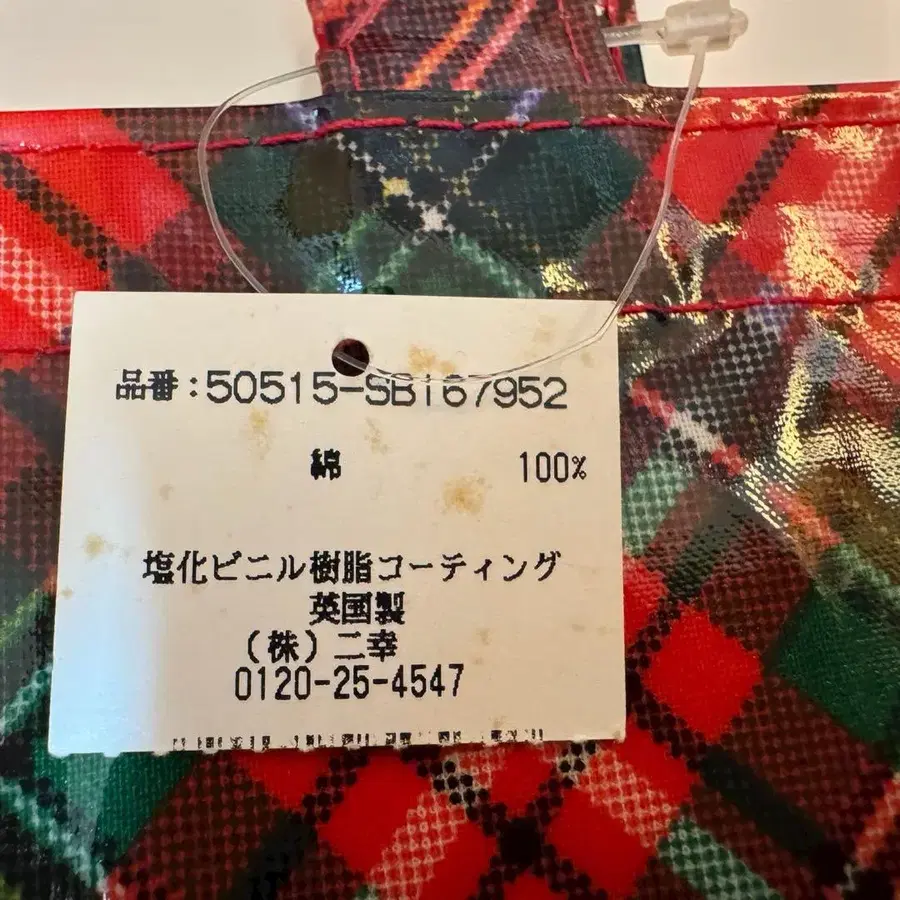 品番:50515-SB167952
綿 100%
塩化ビニル樹脂コーティング
英国製
(株)二幸
0120-25-4547